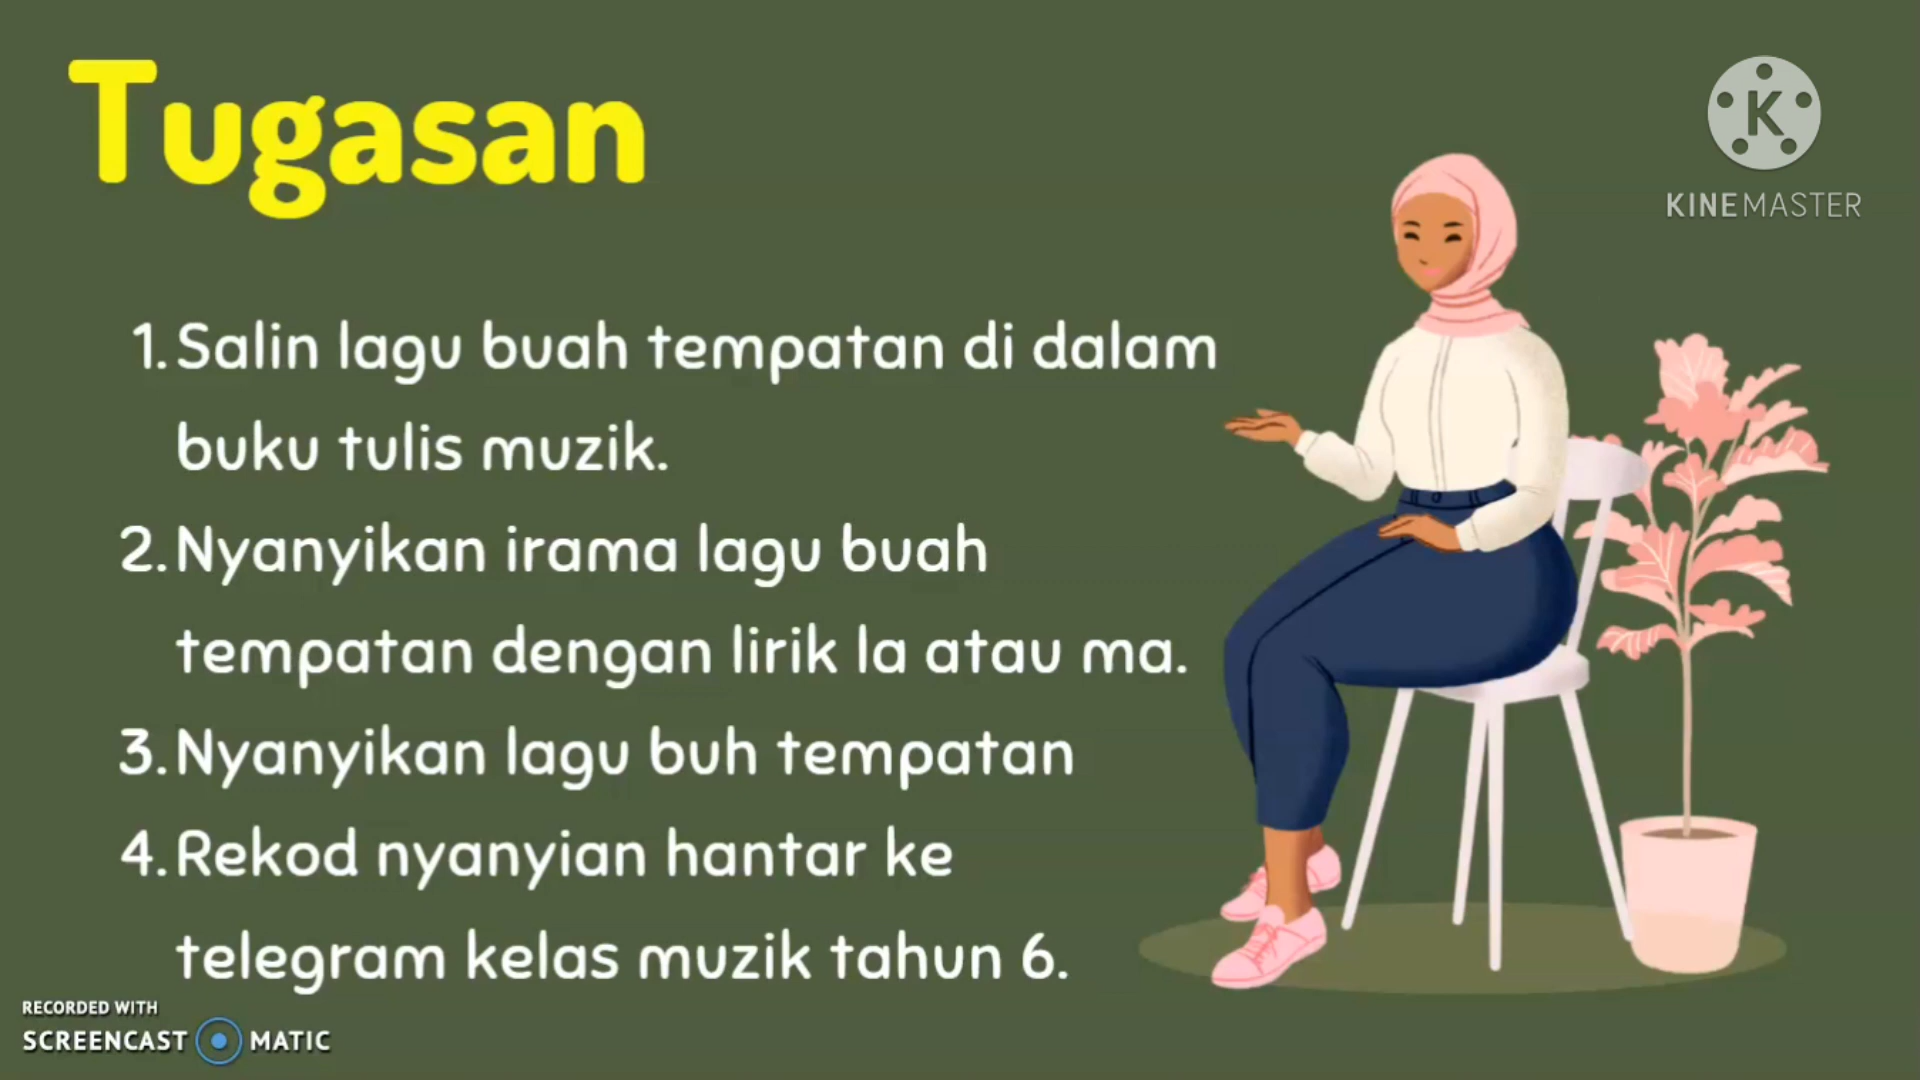 Tugasan
K
KINEMASTER
1. Salin lagu buah tempatan di dalam
buku tulis muzik.
2. Nyanyikan irama lagu buah
tempatan dengan lirik la atau ma.
3. Nyanyikan lagu buh tempatan
4. Rekod nyanyian hantar ke
telegram kelas muzik tahun 6.
RECORDED WITH
SCREENCAST MATIC